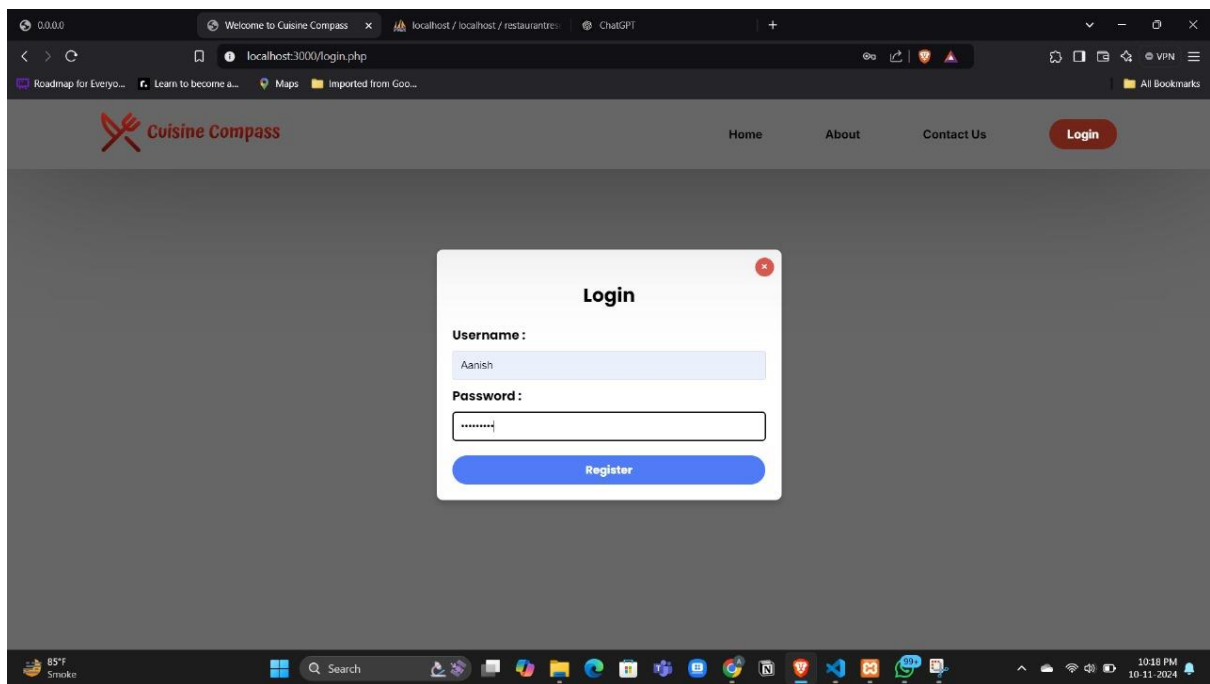 0.0.0.0 Welcome to Cuisine Compass localhost / localhost / restaurantres ChatGPT
localhost:3000/login.php VPN
Roadmap for Everyo... r. Learn to become a... Maps Imported from Goo... All Bookmarks
Cuisine Compass Home About Contact Us Login
Login
Username :
Aanish
Password :
•••••••••
Register
85°F
Smoke
Search
99+
10:18 PM
10-11-2024